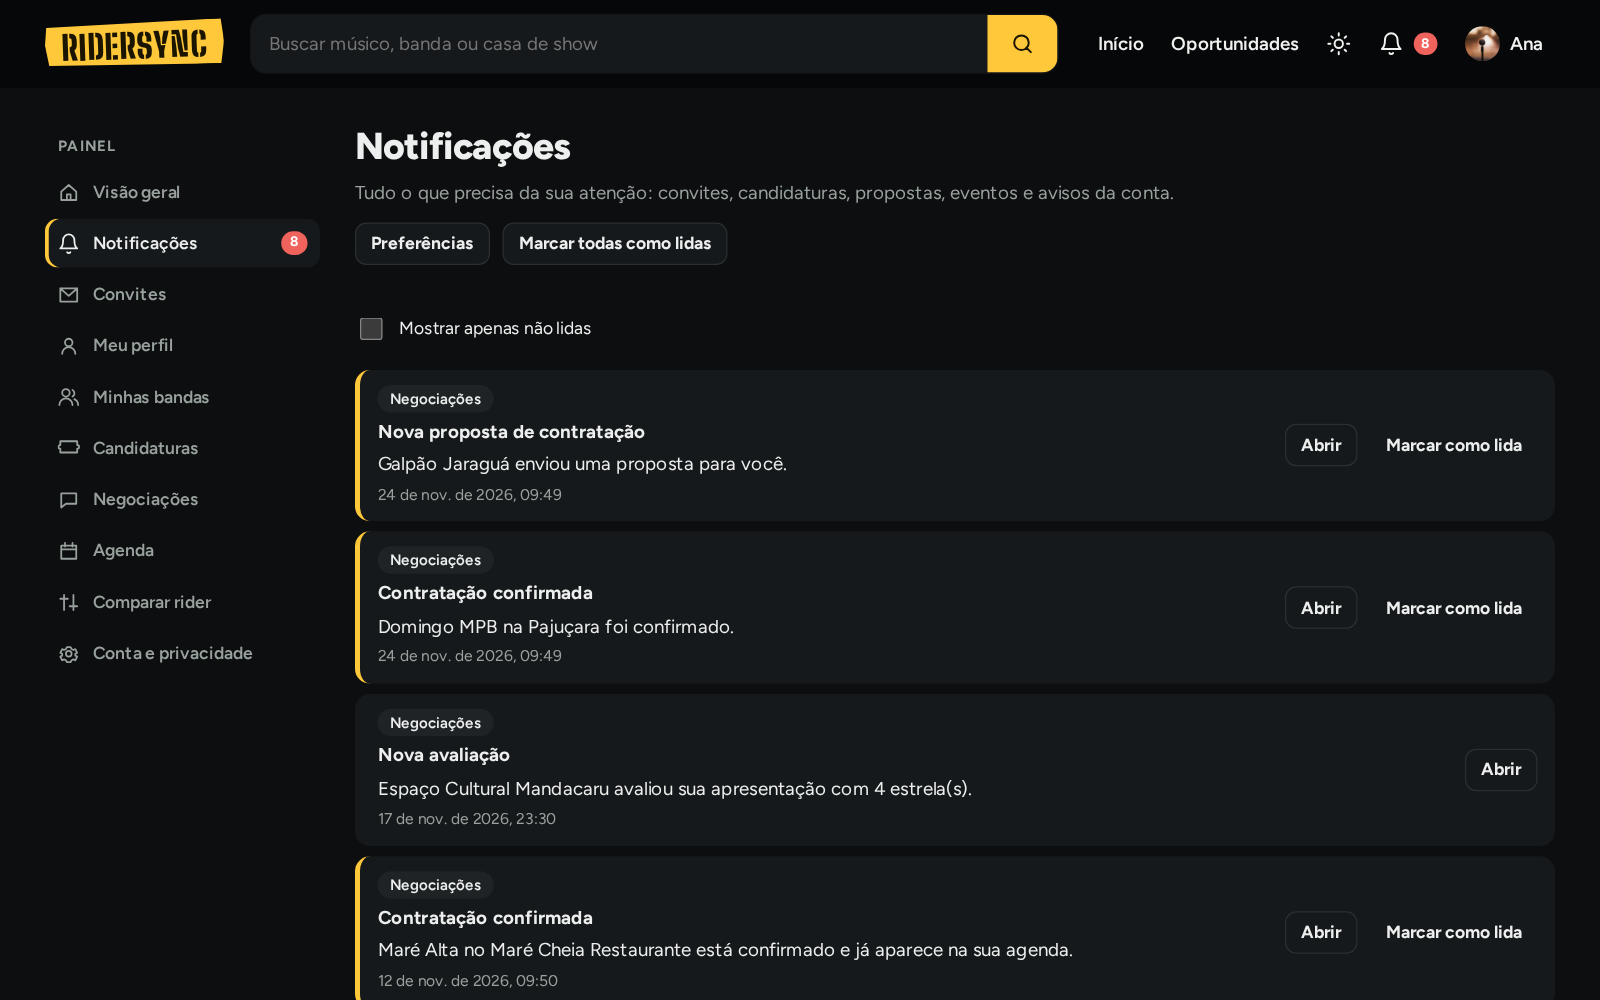 RIDERSYNC
Buscar músico, banda ou casa de show
Início
Oportunidades
8
Ana
PAINEL
Visão geral
Notificações
8
Convites
Meu perfil
Minhas bandas
Candidaturas
Negociações
Agenda
Comparar rider
Conta e privacidade
Notificações
Tudo o que precisa da sua atenção: convites, candidaturas, propostas, eventos e avisos da conta.
Preferências
Marcar todas como lidas
Mostrar apenas não lidas
Negociações
Nova proposta de contratação
Galpão Jaraguá enviou uma proposta para você.
24 de nov. de 2026, 09:49
Abrir
Marcar como lida
Negociações
Contratação confirmada
Domingo MPB na Pajuçara foi confirmado.
24 de nov. de 2026, 09:49
Abrir
Marcar como lida
Negociações
Nova avaliação
Espaço Cultural Mandacaru avaliou sua apresentação com 4 estrela(s).
17 de nov. de 2026, 23:30
Abrir
Negociações
Contratação confirmada
Maré Alta no Maré Cheia Restaurante está confirmado e já aparece na sua agenda.
12 de nov. de 2026, 09:50
Abrir
Marcar como lida